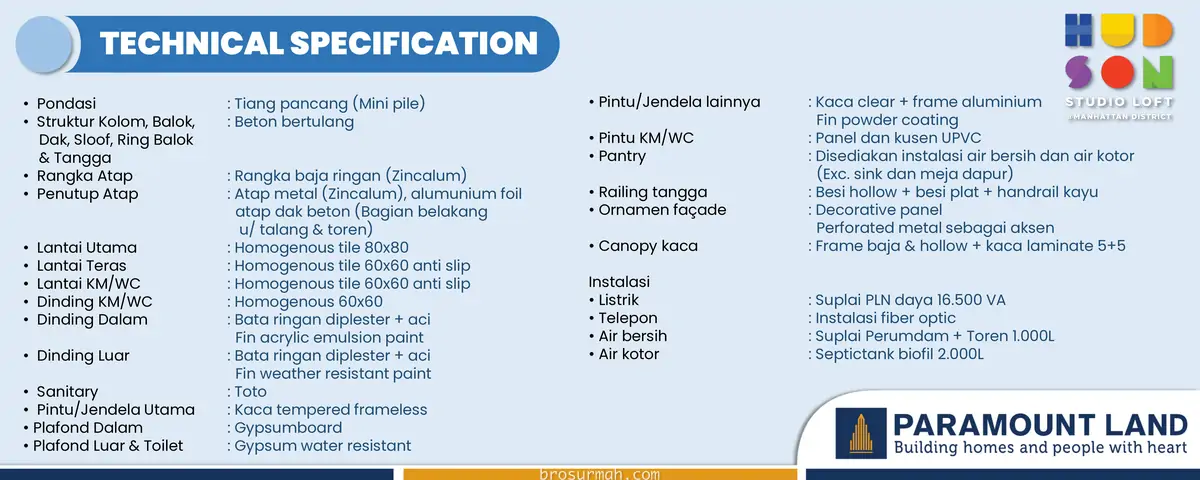 TECHNICAL SPECIFICATION
• Pondasi : Tiang pancang (Mini pile)
• Struktur Kolom, Balok, : Beton bertulang
Dak, Sloof, Ring Balok
& Tangga
• Rangka Atap : Rangka baja ringan (Zincalum)
• Penutup Atap : Atap metal (Zincalum), alumunium foil
atap dak beton (Bagian belakang
u/ talang & toren)
• Lantai Utama : Homogenous tile 80x80
• Lantai Teras : Homogenous tile 60x60 anti slip
• Lantai KM/WC : Homogenous tile 60x60 anti slip
• Dinding KM/WC : Homogenous 60x60
• Dinding Dalam : Bata ringan diplester + aci
Fin acrylic emulsion paint
• Dinding Luar : Bata ringan diplester + aci
Fin weather resistant paint
• Sanitary : Toto
• Pintu/Jendela Utama : Kaca tempered frameless
• Plafond Dalam : Gypsumboard
• Plafond Luar & Toilet : Gypsum water resistant
• Pintu/Jendela lainnya : Kaca clear + frame aluminium
Fin powder coating
• Pintu KM/WC : Panel dan kusen UPVC
• Pantry : Disediakan instalasi air bersih dan air kotor
(Exc. sink dan meja dapur)
• Railing tangga : Besi hollow + besi plat + handrail kayu
• Ornamen façade : Decorative panel
Perforated metal sebagai aksen
• Canopy kaca : Frame baja & hollow + kaca laminate 5+5
Instalasi
• Listrik : Suplai PLN daya 16.500 VA
• Telepon : Instalasi fiber optic
• Air bersih : Suplai Perumdam + Toren 1.000L
• Air kotor : Septictank biofil 2.000L
HUD
SON
STUDIO LOFT
MANHATTAN DISTRICT
PARAMOUNT LAND
Building homes and people with heart
brosurmah.com